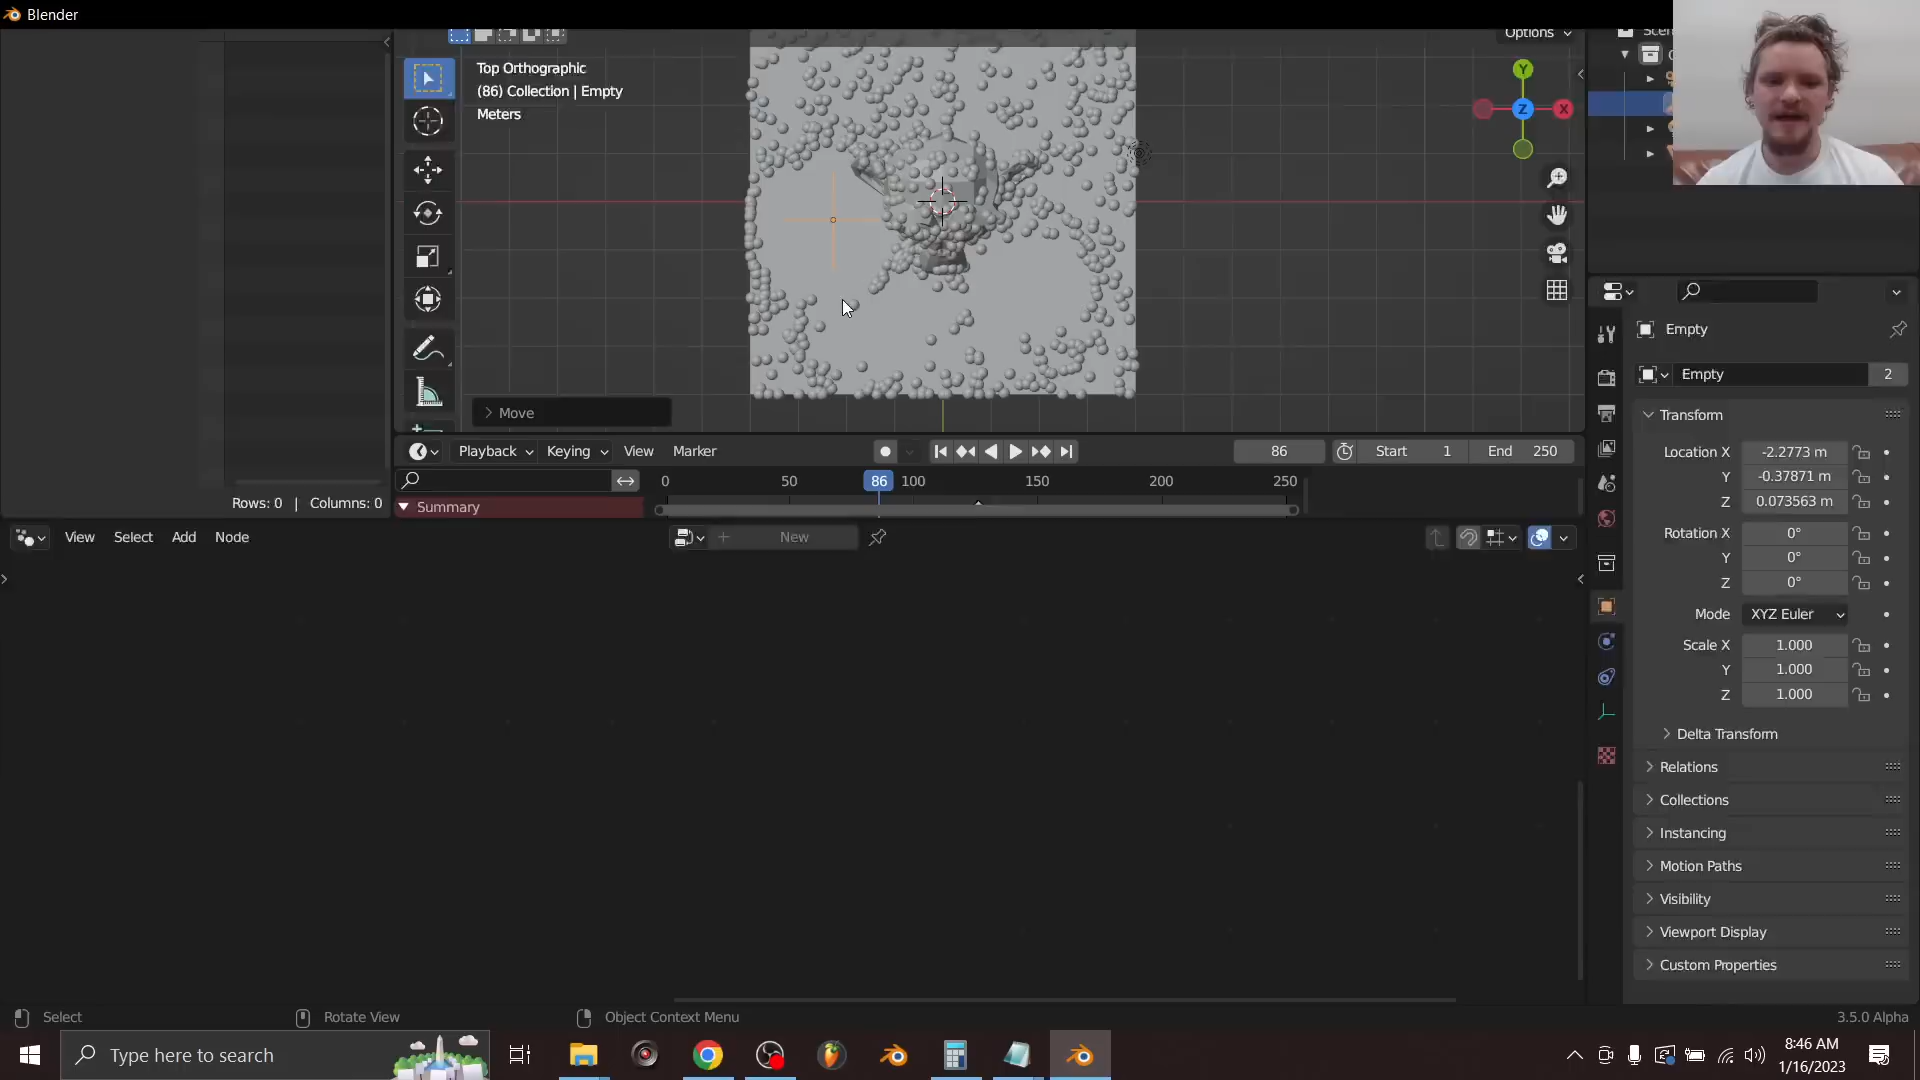 Blender
Options
Scen
Top Orthographic
(86) Collection | Empty
Meters
Y
Z
X
Move
Playback
Keying
View
Marker
86
Start
1
End
250
0
50
86
100
150
200
250
Summary
Rows: 0 | Columns: 0
View
Select
Add
Node
New
Empty
Empty
2
Transform
Location X
-2.2773 m
Y
-0.37871 m
Z
0.073563 m
Rotation X
0°
Y
0°
Z
0°
Mode
XYZ Euler
Scale X
1.000
Y
1.000
Z
1.000
Delta Transform
Relations
Collections
Instancing
Motion Paths
Visibility
Viewport Display
Custom Properties
Select
Rotate View
Object Context Menu
3.5.0 Alpha
Type here to search
8:46 AM
1/16/2023